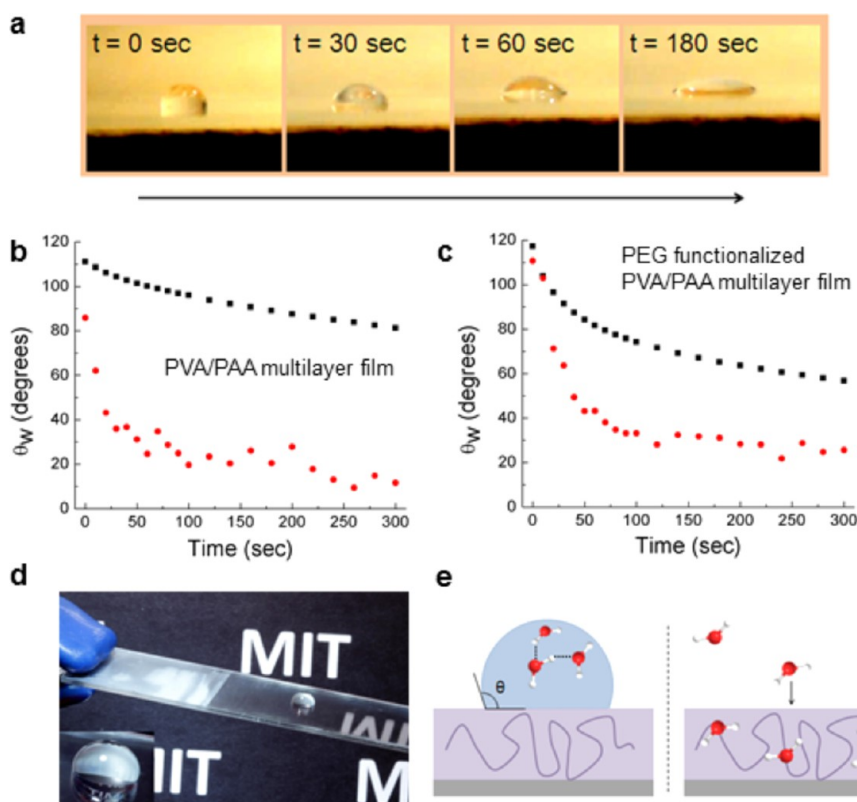 a
t = 0 sec
t = 30 sec
t = 60 sec
t = 180 sec
b
120
100
80
60
40
20
0
θw (degrees)
PVA/PAA multilayer film
0 50 100 150 200 250 300
Time (sec)
c
120
100
80
60
40
20
0
θw (degrees)
PEG functionalized
PVA/PAA multilayer film
0 50 100 150 200 250 300
Time (sec)
d
MIT
IIT
M
e
θ